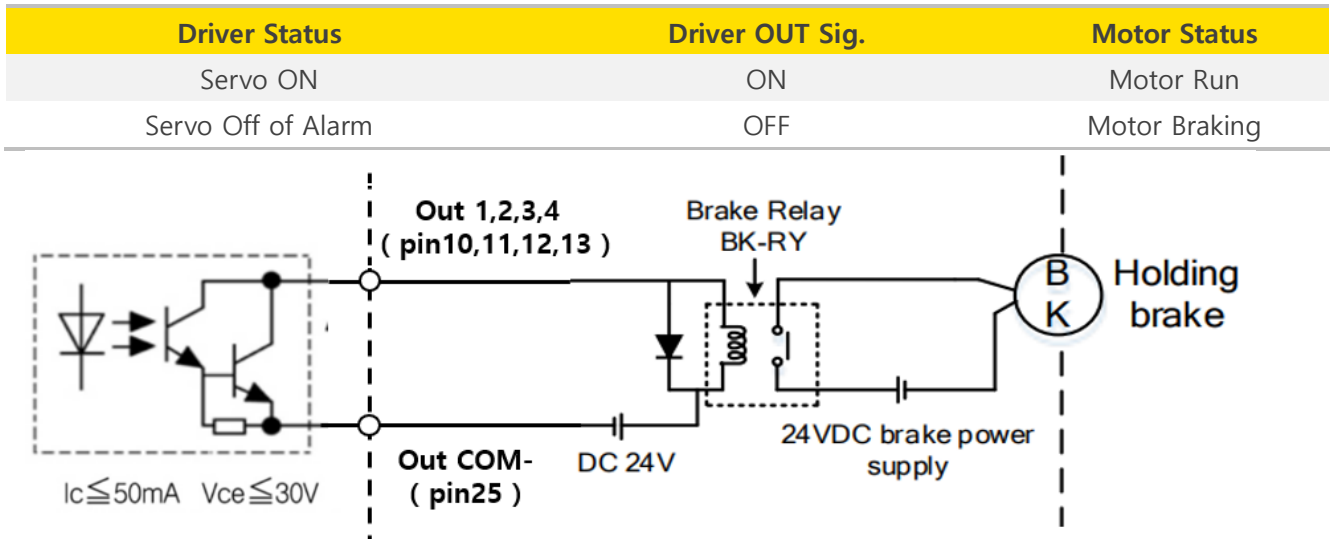 Driver Status Driver OUT Sig. Motor Status
Servo ON ON Motor Run
Servo Off of Alarm OFF Motor Braking
Out 1,2,3,4
( pin10,11,12,13 )
Brake Relay
BK-RY
B
K
Holding
brake
Out COM-
( pin25 )
DC 24V
24VDC brake power
supply
Ic≦50mA Vce≦30V